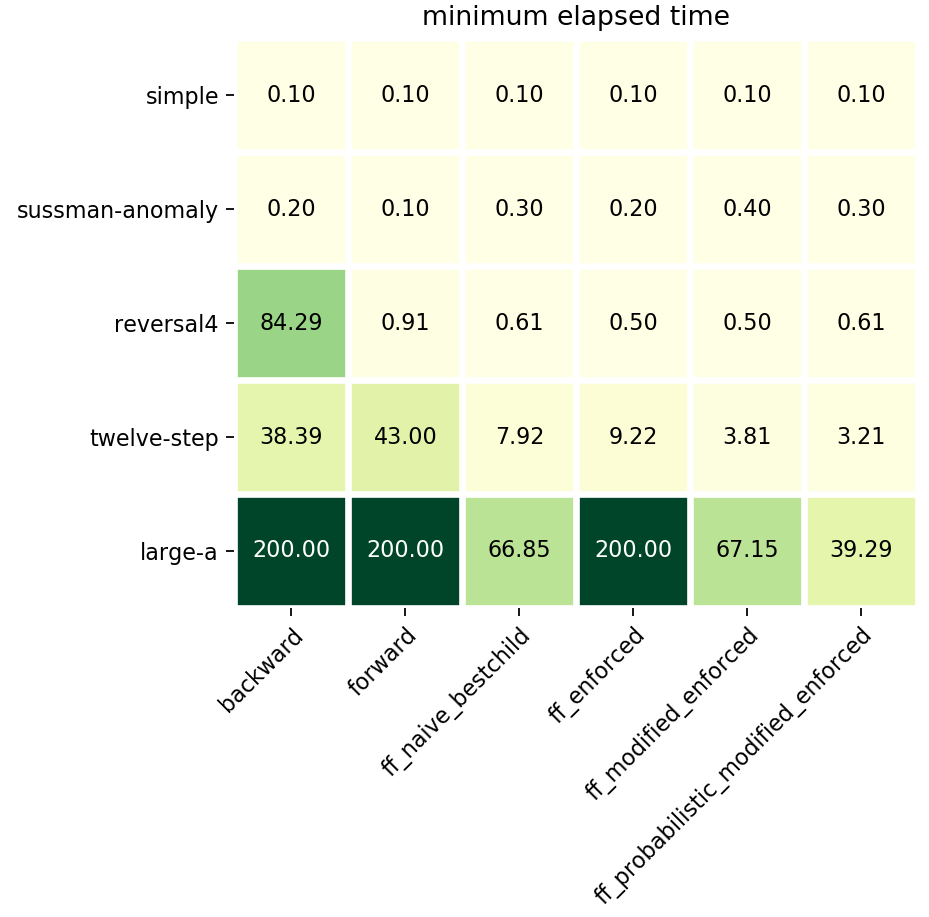 minimum elapsed time
simple 0.10 0.10 0.10 0.10 0.10 0.10
sussman-anomaly 0.20 0.10 0.30 0.20 0.40 0.30
reversal4 84.29 0.91 0.61 0.50 0.50 0.61
twelve-step 38.39 43.00 7.92 9.22 3.81 3.21
large-a 200.00 200.00 66.85 200.00 67.15 39.29
backward
forward
ff_naive_bestchild
ff_enforced
ff_modified_enforced
ff_probabilistic_modified_enforced